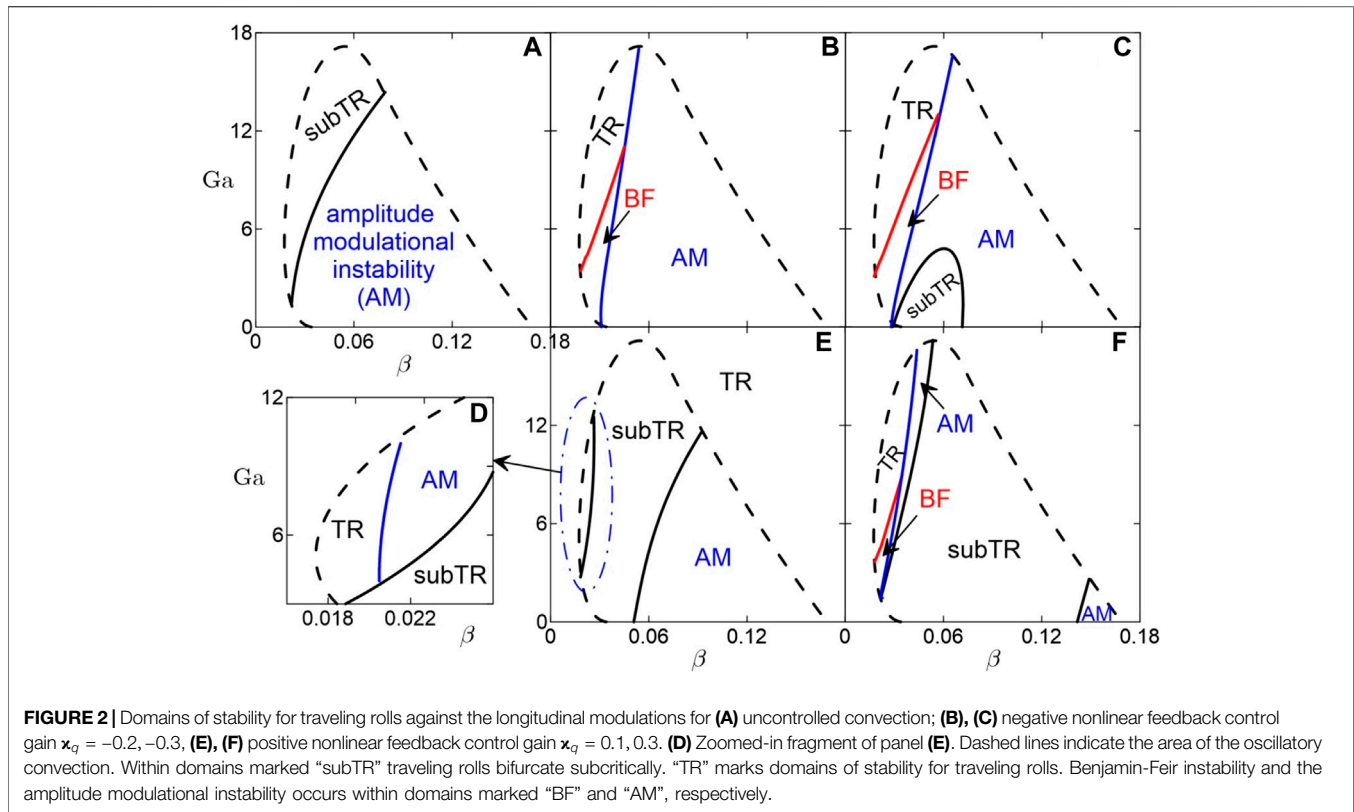 18
12
6
0
Ga
A
subTR
amplitude
modulational
instability
(AM)
0
0.06
0.12
0.18
β
B
TR
BF
AM
C
TR
BF
AM
subTR
D
12
6
Ga
TR
AM
subTR
0.018
0.022
β
E
12
6
0
TR
subTR
AM
0
0.06
0.12
β
F
TR
AM
BF
subTR
AM
0
0.06
0.12
0.18
β
FIGURE 2 | Domains of stability for traveling rolls against the longitudinal modulations for (A) uncontrolled convection; (B), (C) negative nonlinear feedback control
gain ϰq = −0.2, −0.3, (E), (F) positive nonlinear feedback control gain ϰq = 0.1, 0.3. (D) Zoomed-in fragment of panel (E). Dashed lines indicate the area of the oscillatory
convection. Within domains marked “subTR” traveling rolls bifurcate subcritically. “TR” marks domains of stability for traveling rolls. Benjamin-Feir instability and the
amplitude modulational instability occurs within domains marked “BF” and “AM”, respectively.